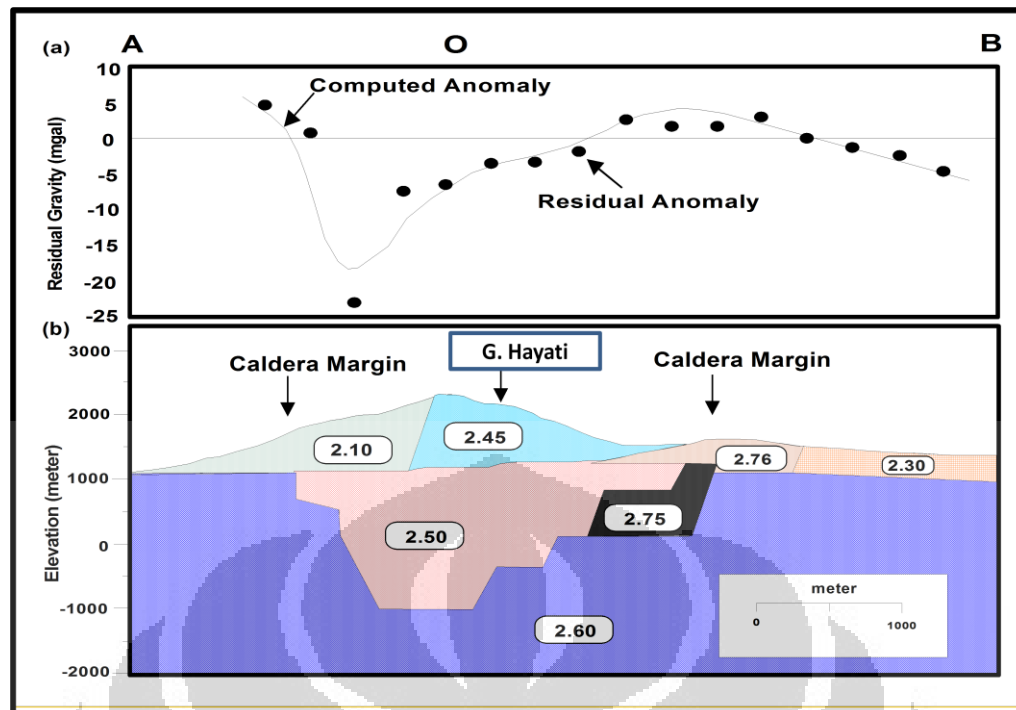 (a) A O B
10
5
0
-5
-10
-15
-20
-25
Residual Gravity (mgal)
Computed Anomaly
Residual Anomaly
(b)
3000
2000
1000
0
-1000
-2000
Elevation (meter)
Caldera Margin
G. Hayati
Caldera Margin
2.10
2.45
2.76
2.30
2.50
2.75
2.60
meter
0 1000